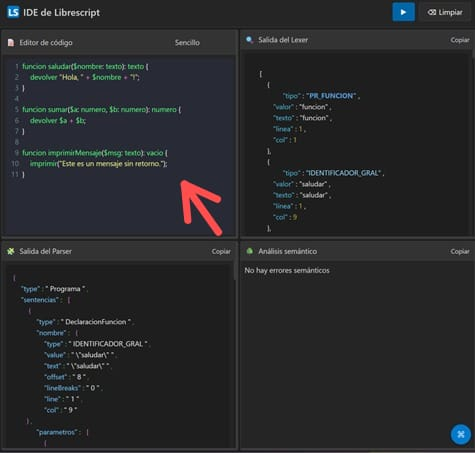 LS IDE de Librescript
Limpiar
Editor de código Sencillo
1 funcion saludar($nombre: texto): texto {
2 devolver "Hola, " + $nombre + "!";
3 }
4
5 funcion sumar($a: numero, $b: numero): numero {
6 devolver $a + $b;
7 }
8
9 funcion imprimirMensaje($msg: texto): vacio {
10 imprimir("Este es un mensaje sin retorno.");
11 }
Salida del Lexer Copiar
[
{
"tipo" : "PR_FUNCION" ,
"valor" : "funcion" ,
"texto" : "funcion" ,
"linea" : 1 ,
"col" : 1
},
{
"tipo" : "IDENTIFICADOR_GRAL" ,
"valor" : "saludar" ,
"texto" : "saludar" ,
"linea" : 1 ,
"col" : 9
},
Salida del Parser Copiar
{
"type" : " Programa " ,
"sentencias" : [
{
"type" : " DeclaracionFuncion " ,
"nombre" : {
"type" : " IDENTIFICADOR_GRAL " ,
"value" : " \"saludar\" " ,
"text" : " \"saludar\" " ,
"offset" : " 8 " ,
"lineBreaks" : " 0 " ,
"line" : " 1 " ,
"col" : " 9 "
} ,
"parametros" : [
{
Análisis semántico Copiar
No hay errores semánticos